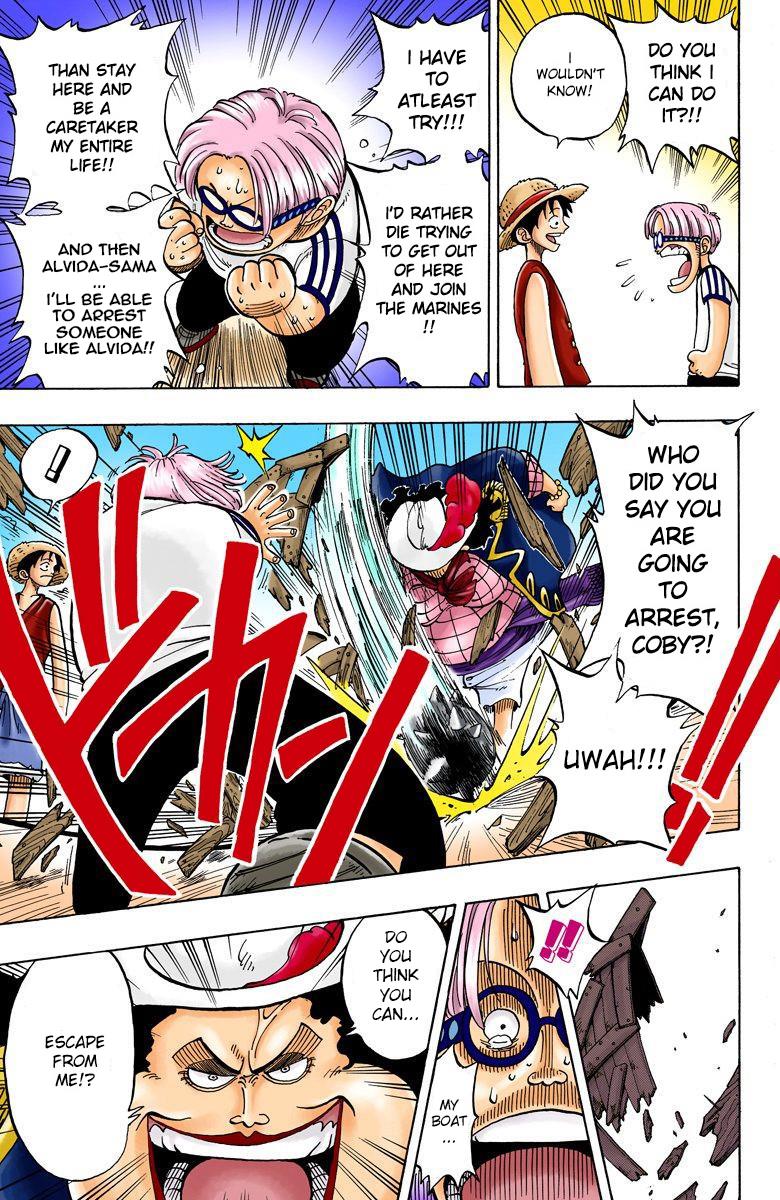 DO YOU
THINK I
CAN DO
IT?!!
I
WOULDN'T
KNOW!
I HAVE
TO
ATLEAST
TRY!!!
I'D RATHER
DIE TRYING
TO GET OUT
OF HERE
AND JOIN
THE MARINES
!!
THAN STAY
HERE AND
BE A
CARETAKER
MY ENTIRE
LIFE!!
AND THEN
ALVIDA-SAMA
...
I'LL BE ABLE
TO ARREST
SOMEONE
LIKE ALVIDA!!
WHO
DID YOU
SAY YOU
ARE
GOING
TO
ARREST,
COBY?!
UWAH!!!
!
ドカン!!
!!
MY
BOAT
...
DO
YOU
THINK
YOU
CAN...
ESCAPE
FROM
ME!?